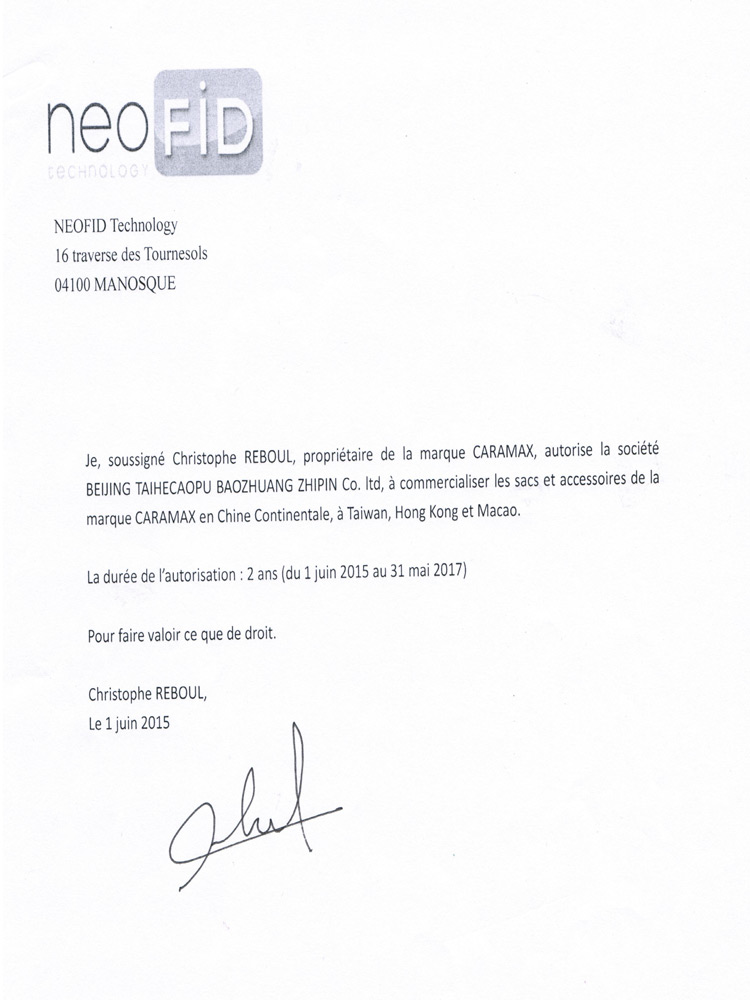 neoFiD
technology
NEOFID Technology
16 traverse des Tournesols
04100 MANOSQUE
Je, soussigné Christophe REBOUL, propriétaire de la marque CARAMAX, autorise la société
BEIJING TAIHECAOPU BAOZHUANG ZHIPIN Co. ltd, à commercialiser les sacs et accessoires de la
marque CARAMAX en Chine Continentale, à Taiwan, Hong Kong et Macao.
La durée de l'autorisation : 2 ans (du 1 juin 2015 au 31 mai 2017)
Pour faire valoir ce que de droit.
Christophe REBOUL,
Le 1 juin 2015